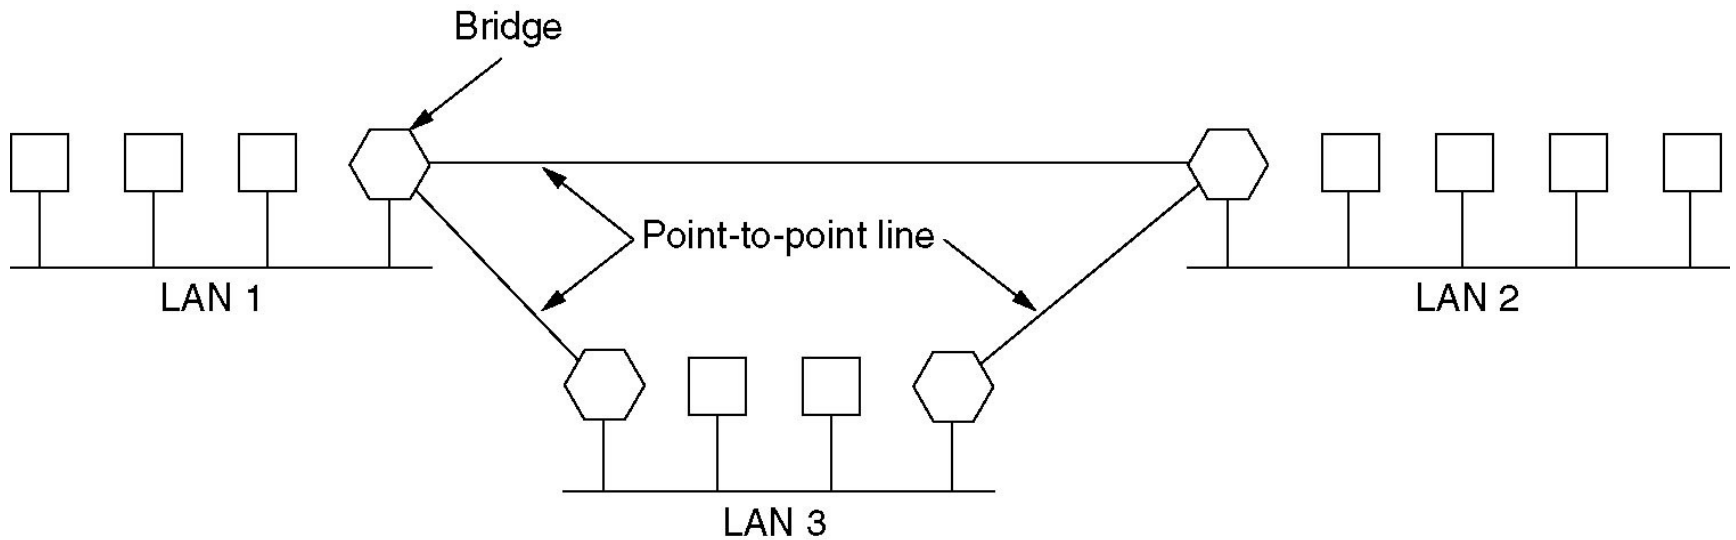 Bridge
Point-to-point line
LAN 1
LAN 2
LAN 3